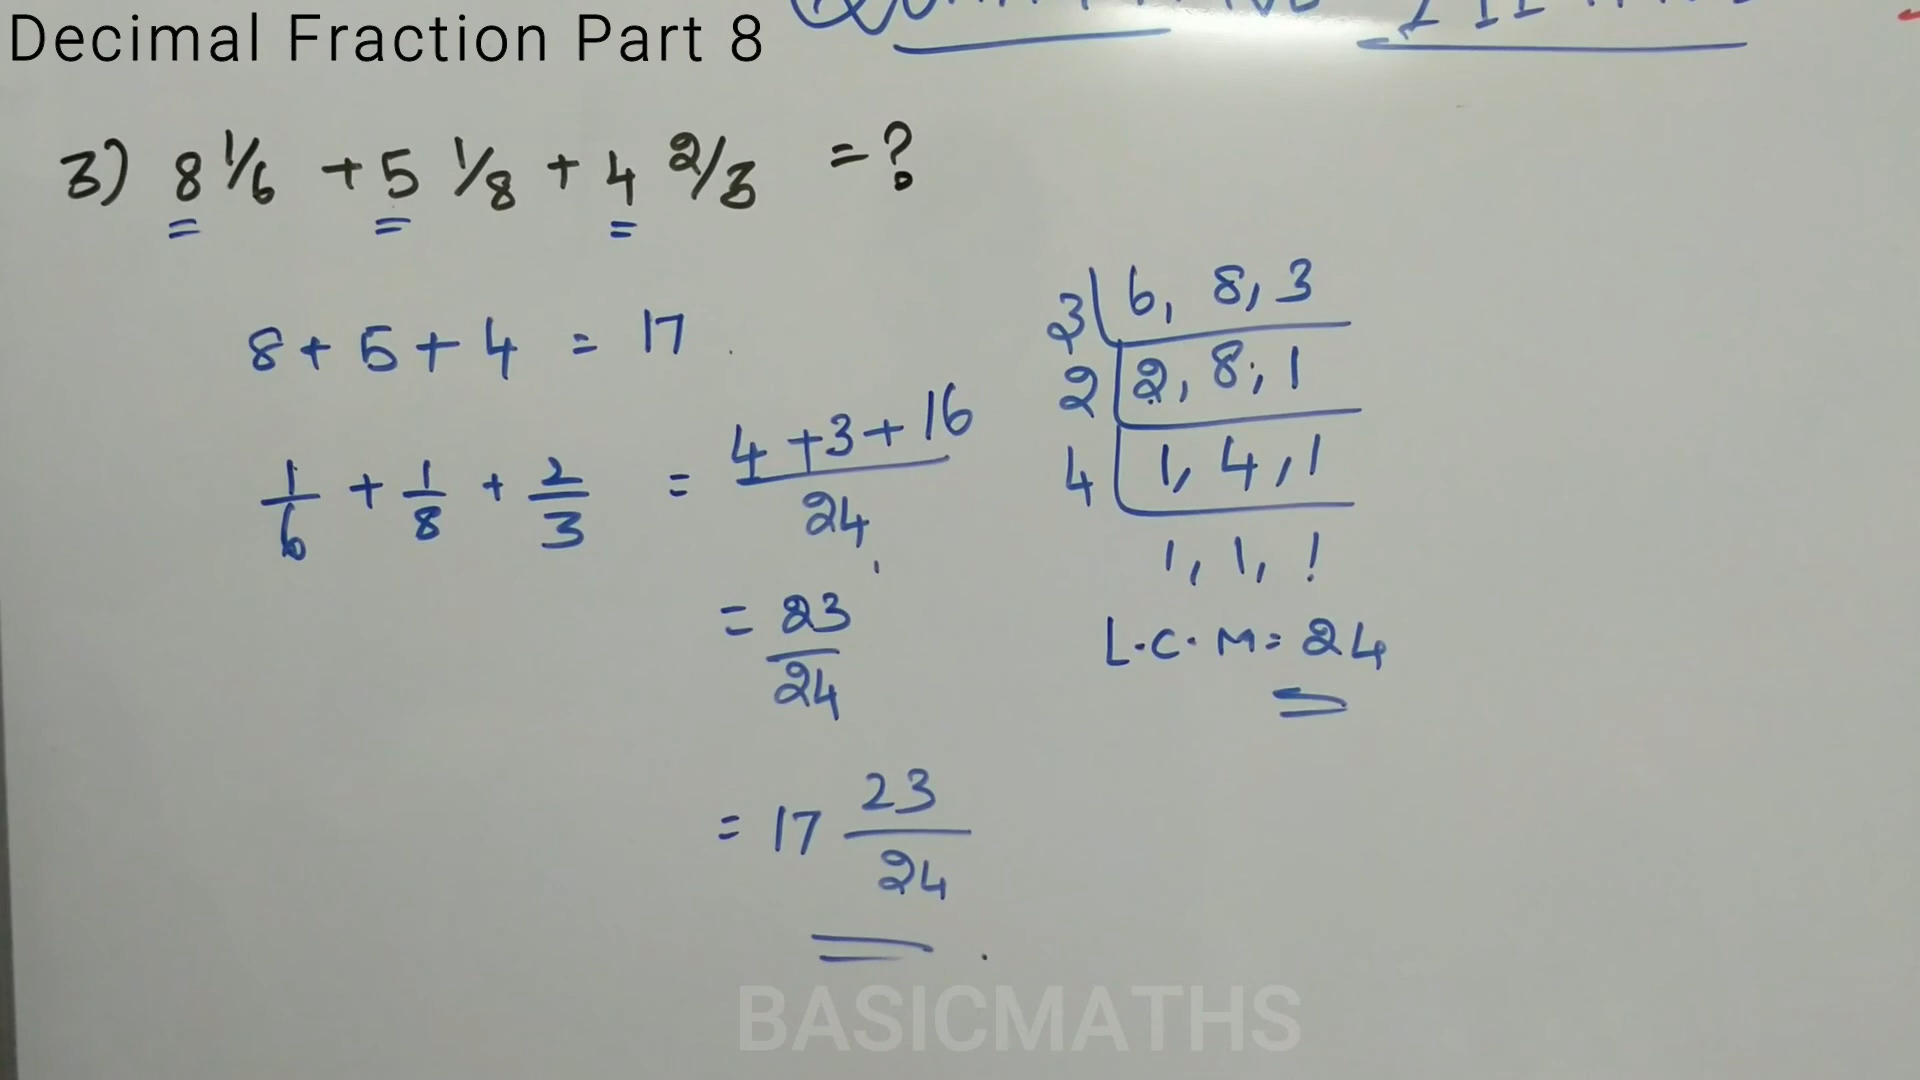 Decimal Fraction Part 8
3) 8 1/6 + 5 1/8 + 4 2/3 = ?
8 + 5 + 4 = 17
1/6 + 1/8 + 2/3 = 4 + 3 + 16 / 24
= 23/24
= 17 23/24
3 | 6, 8, 3
2 | 2, 8, 1
4 | 1, 4, 1
1, 1, 1
L.C.M = 24
BASICMATHS